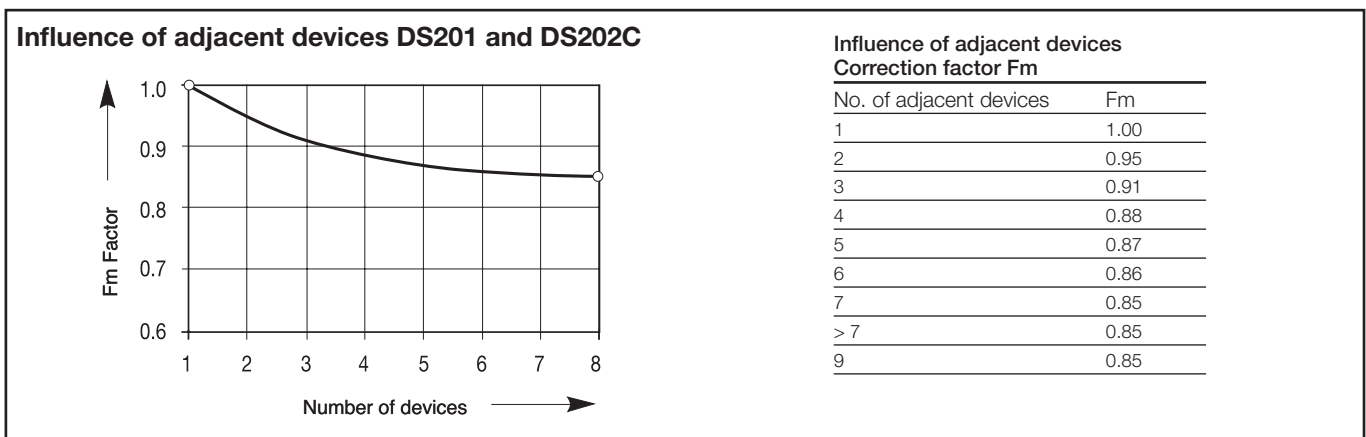 Influence of adjacent devices DS201 and DS202C
1.0
0.9
0.8
0.7
0.6
Fm Factor
1 2 3 4 5 6 7 8
Number of devices
Influence of adjacent devices
Correction factor Fm
No. of adjacent devices Fm
1 1.00
2 0.95
3 0.91
4 0.88
5 0.87
6 0.86
7 0.85
> 7 0.85
9 0.85